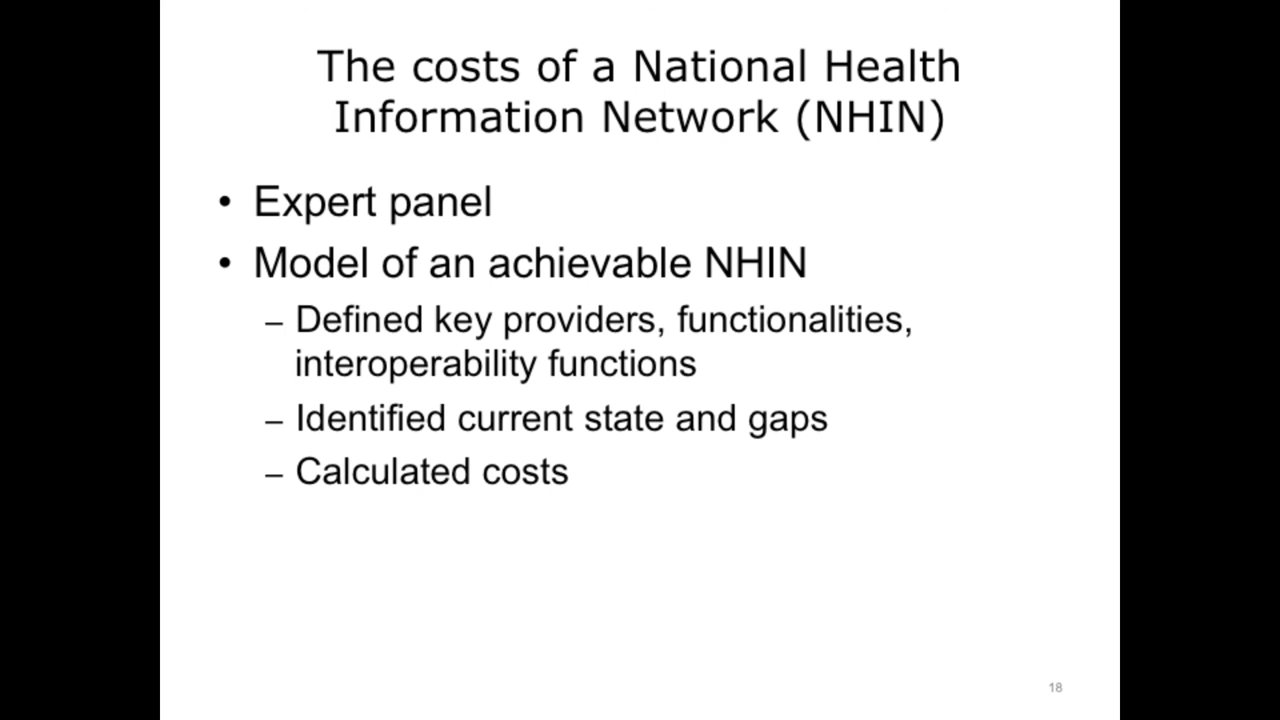 The costs of a National Health
Information Network (NHIN)
• Expert panel
• Model of an achievable NHIN
– Defined key providers, functionalities,
interoperability functions
– Identified current state and gaps
– Calculated costs
18